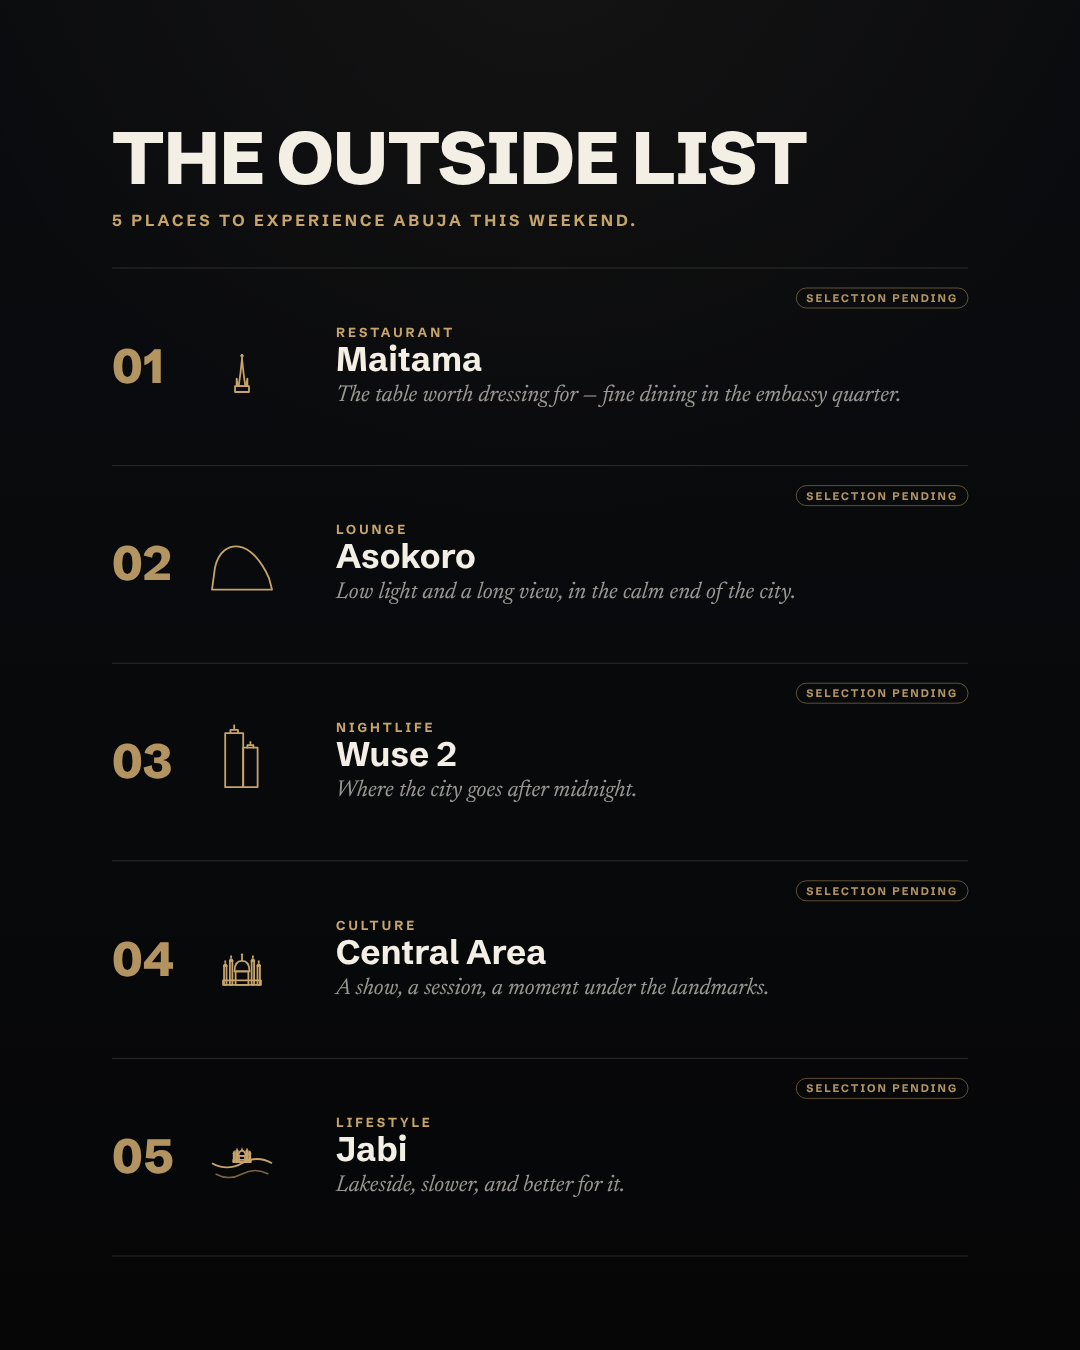 THE OUTSIDE LIST
5 PLACES TO EXPERIENCE ABUJA THIS WEEKEND.
SELECTION PENDING
RESTAURANT
01
Maitama
The table worth dressing for — fine dining in the embassy quarter.
SELECTION PENDING
LOUNGE
02
Asokoro
Low light and a long view, in the calm end of the city.
SELECTION PENDING
NIGHTLIFE
03
Wuse 2
Where the city goes after midnight.
SELECTION PENDING
CULTURE
04
Central Area
A show, a session, a moment under the landmarks.
SELECTION PENDING
LIFESTYLE
05
Jabi
Lakeside, slower, and better for it.